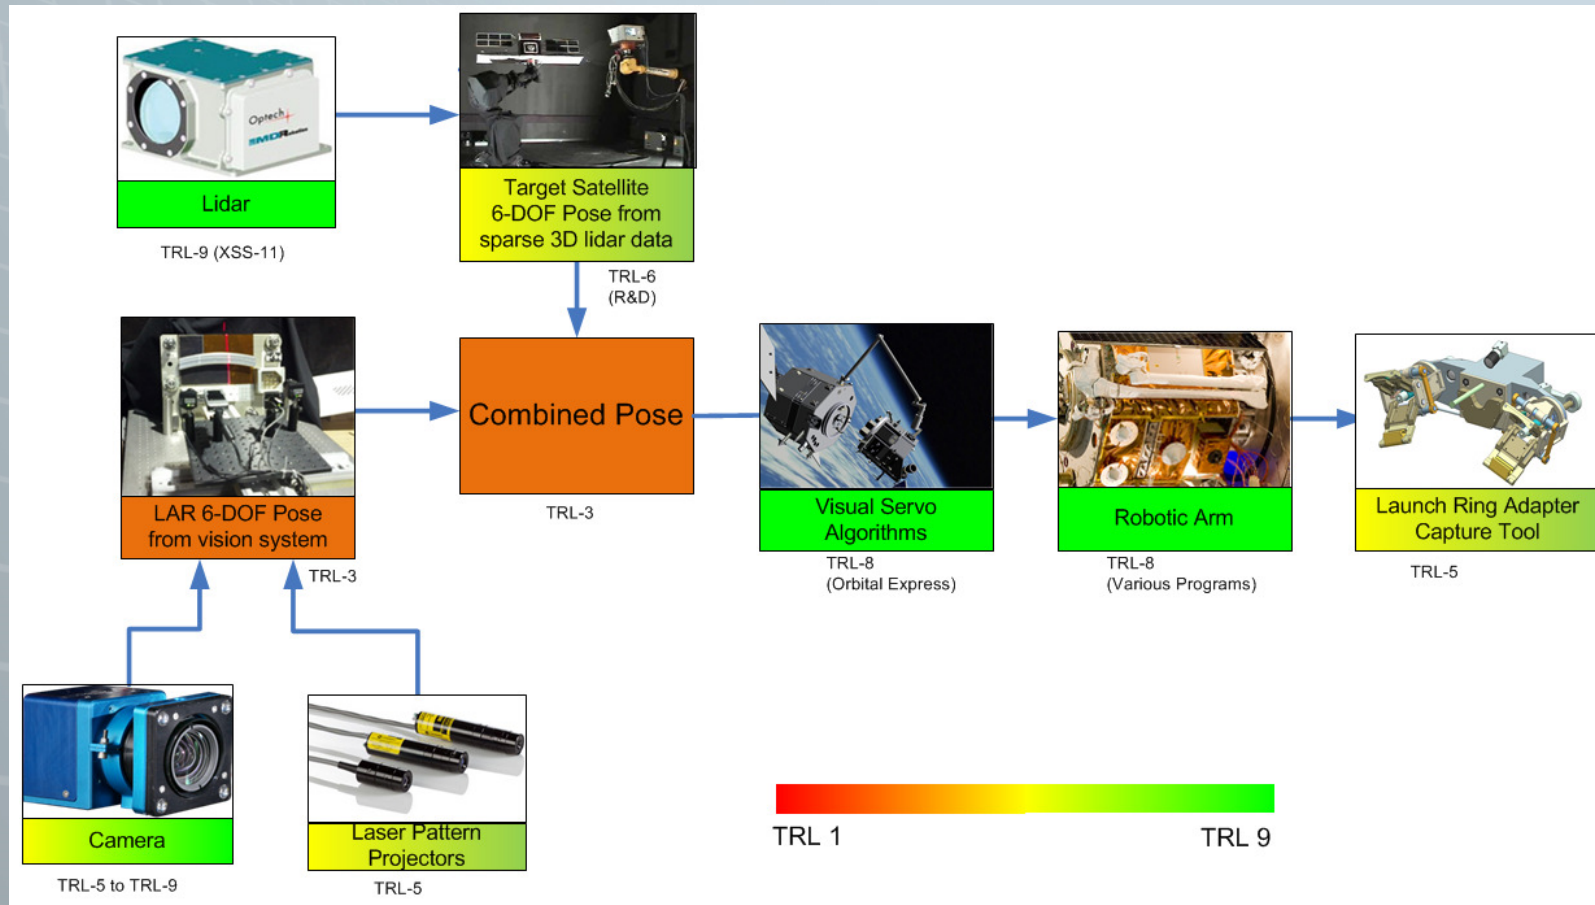 Optech
Lidar
TRL-9 (XSS-11)
Target Satellite
6-DOF Pose from
sparse 3D lidar data
TRL-6
(R&D)
LAR 6-DOF Pose
from vision system
TRL-3
Combined Pose
TRL-3
Visual Servo
Algorithms
TRL-8
(Orbital Express)
Robotic Arm
TRL-8
(Various Programs)
Launch Ring Adapter
Capture Tool
TRL-5
Camera
TRL-5 to TRL-9
Laser Pattern
Projectors
TRL-5
TRL 1
TRL 9